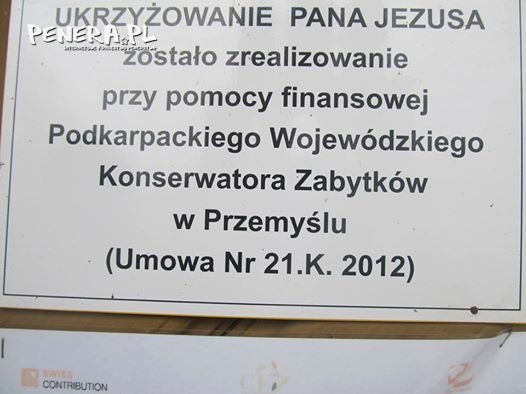 UKRZYŻOWANIE PANA JEZUSA
PENERA.PL
zostało zrealizowanie
przy pomocy finansowej
Podkarpackiego Wojewódzkiego
Konserwatora Zabytków
w Przemyślu
(Umowa Nr 21.K. 2012)
SWISS
CONTRIBUTION